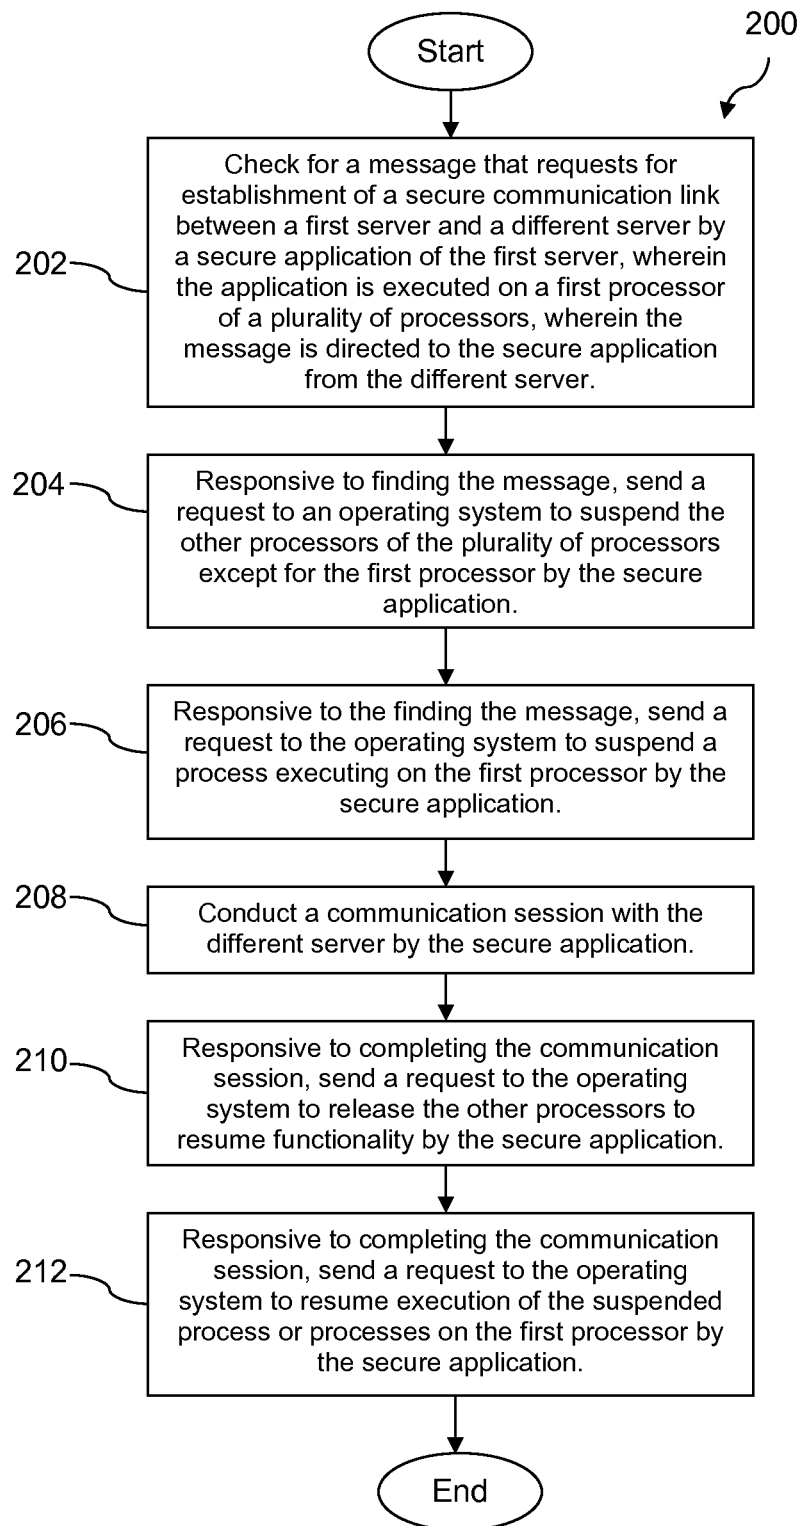 200
Start
202
Check for a message that requests for
establishment of a secure communication link
between a first server and a different server by
a secure application of the first server, wherein
the application is executed on a first processor
of a plurality of processors, wherein the
message is directed to the secure application
from the different server.
204
Responsive to finding the message, send a
request to an operating system to suspend the
other processors of the plurality of processors
except for the first processor by the secure
application.
206
Responsive to the finding the message, send a
request to the operating system to suspend a
process executing on the first processor by the
secure application.
208
Conduct a communication session with the
different server by the secure application.
210
Responsive to completing the communication
session, send a request to the operating
system to release the other processors to
resume functionality by the secure application.
212
Responsive to completing the communication
session, send a request to the operating
system to resume execution of the suspended
process or processes on the first processor by
the secure application.
End